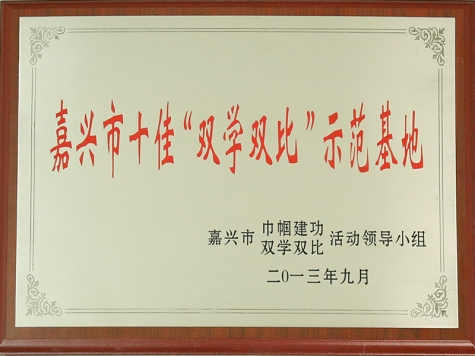 嘉兴市十佳“双学双比”示范基地
嘉兴市 巾帼建功 活动领导小组
双学双比
二〇一三年九月